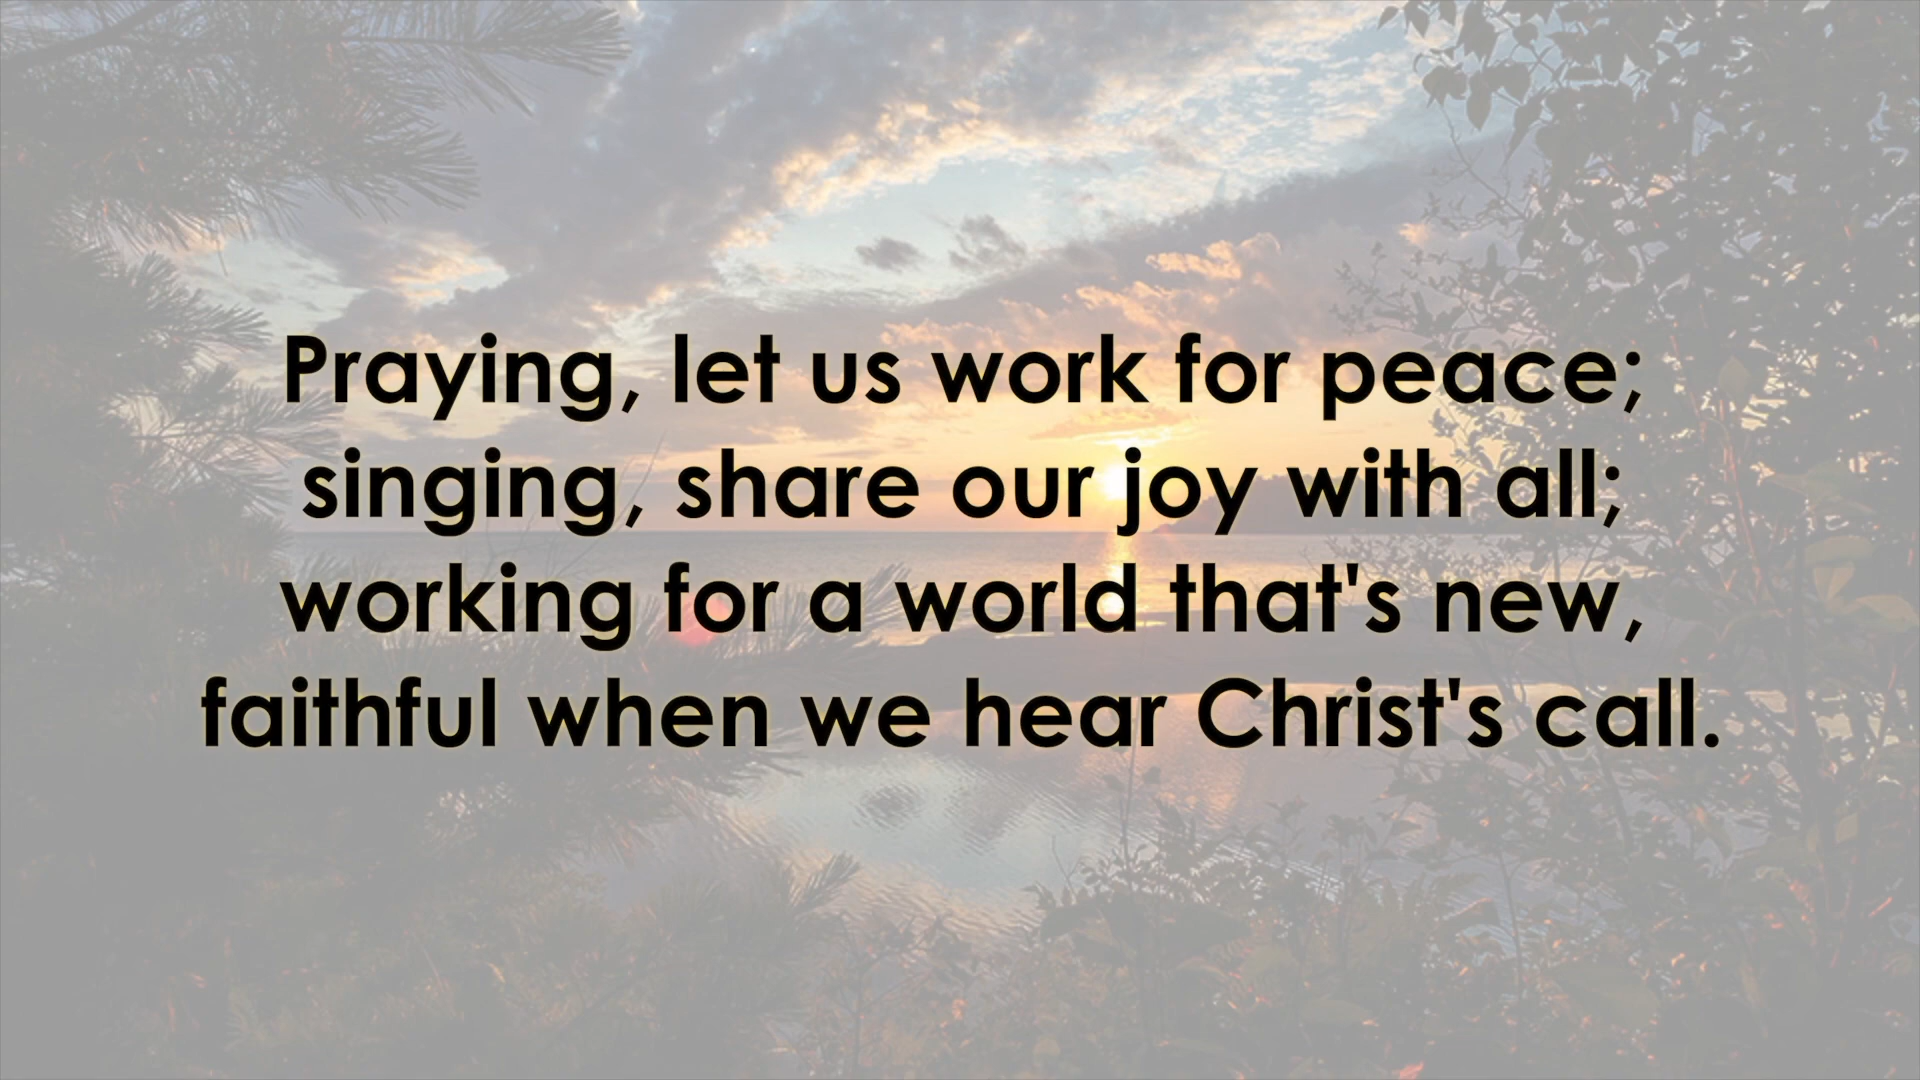 Praying, let us work for peace;
singing, share our joy with all;
working for a world that's new,
faithful when we hear Christ's call.